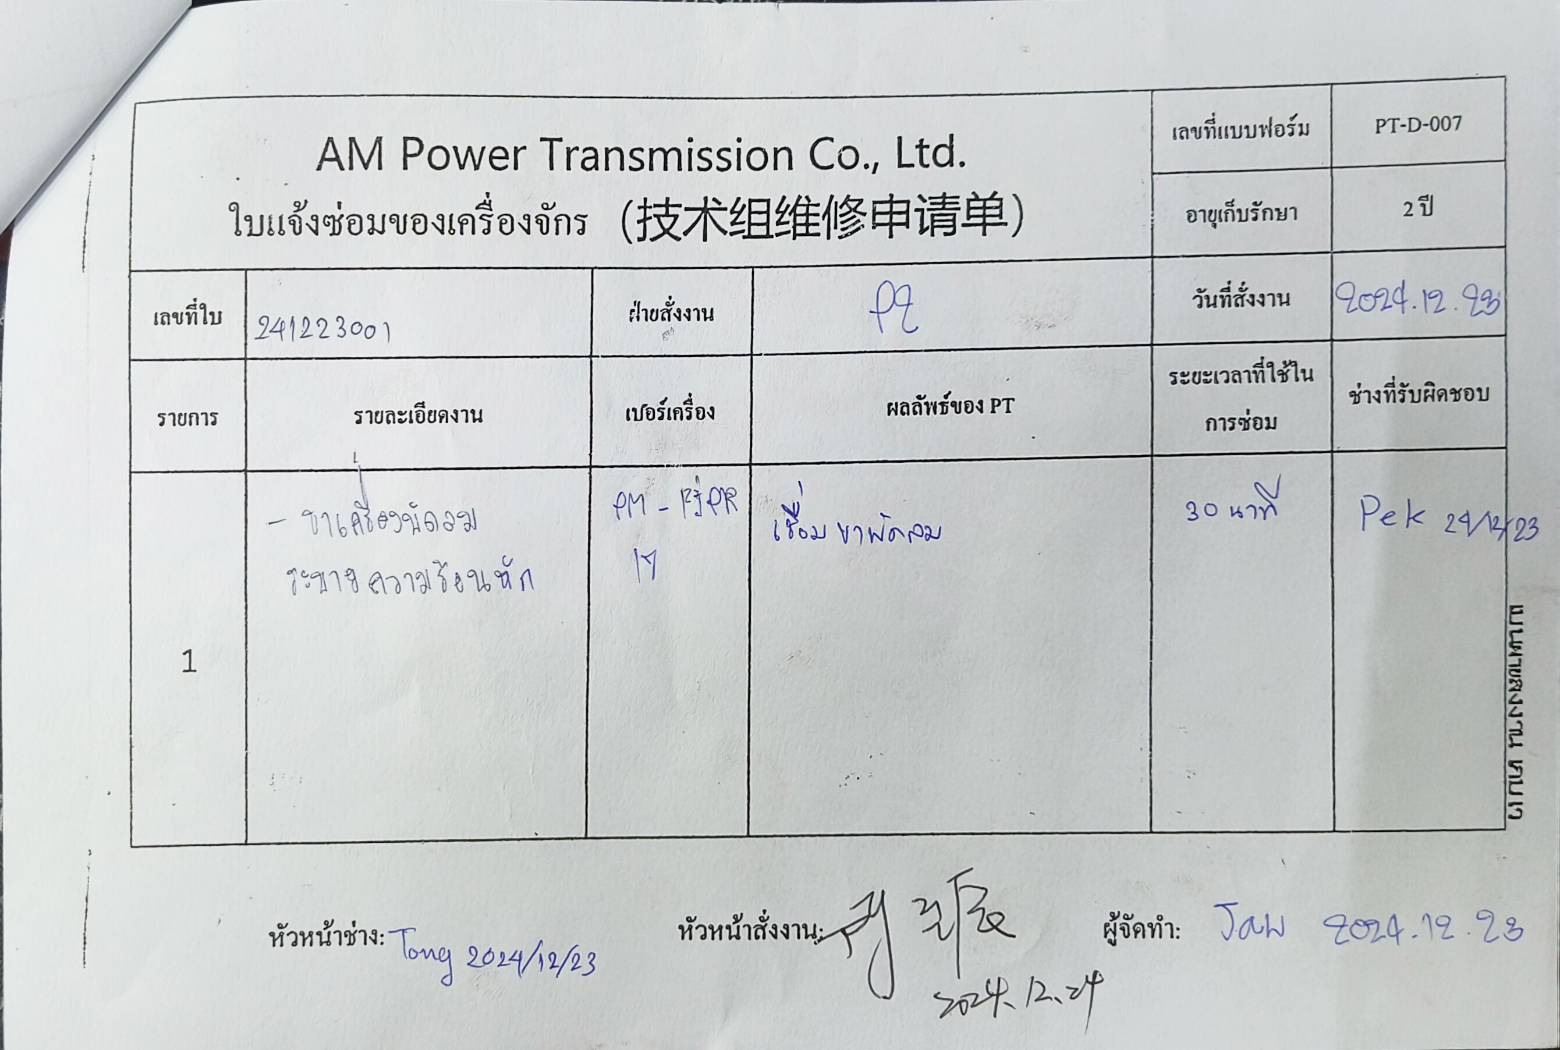 AM Power Transmission Co., Ltd.
ใบแจ้งซ่อมของเครื่องจักร (技术组维修申请单)
เลขที่แบบฟอร์ม PT-D-007
อายุเก็บรักษา 2 ปี
เลขที่ใบ 241223001 ฝ่ายสั่งงาน PZ วันที่สั่งงาน 2024.12.23
รายการ รายละเอียดงาน เบอร์เครื่อง ผลลัพธ์ของ PT ระยะเวลาที่ใช้ใน ช่างที่รับผิดชอบ
การซ่อม
1 - ขาเครื่องพัดลม PM - เชื่อมขาพัดลม 30 นาที Pek 24/12/23
ระบายความร้อนหัก
หัวหน้าช่าง: Tong 2024/12/23 หัวหน้าสั่งงาน: 2024.12.24 ผู้จัดทำ: Jaw 2024.12.23